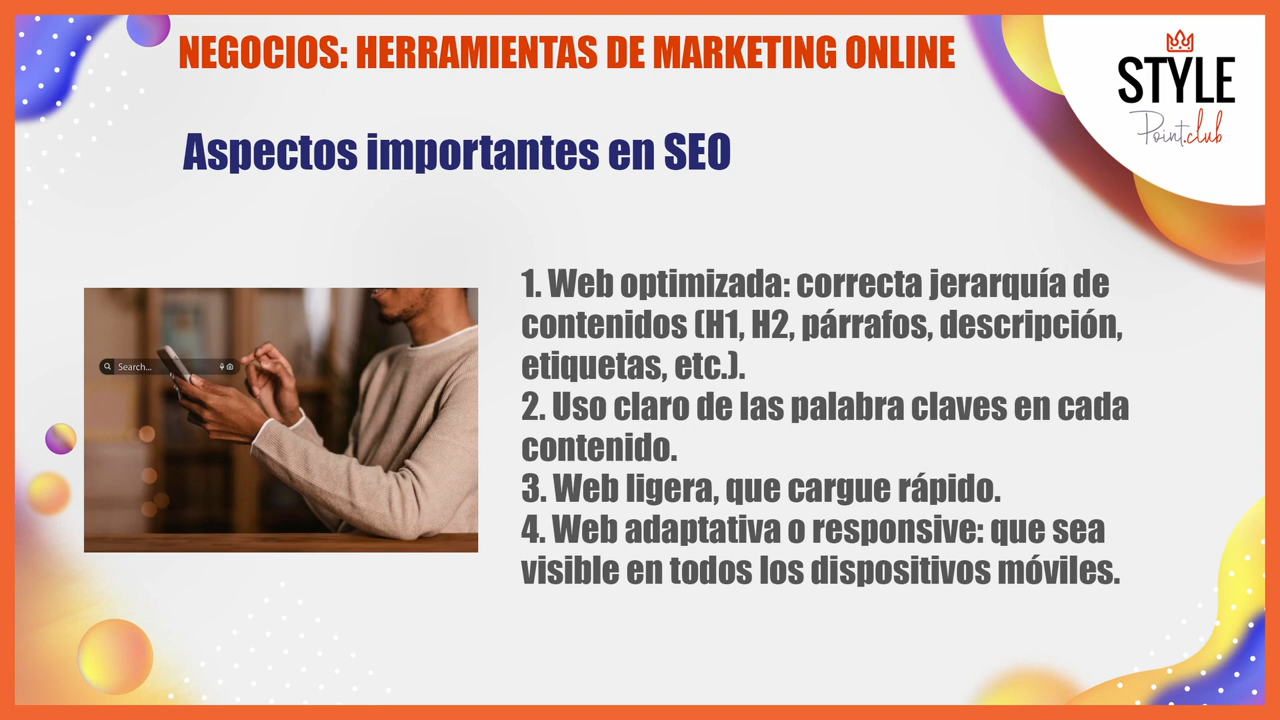 NEGOCIOS: HERRAMIENTAS DE MARKETING ONLINE
STYLE
Point.club
Aspectos importantes en SEO
Search...
1. Web optimizada: correcta jerarquía de
contenidos (H1, H2, párrafos, descripción,
etiquetas, etc.).
2. Uso claro de las palabra claves en cada
contenido.
3. Web ligera, que cargue rápido.
4. Web adaptativa o responsive: que sea
visible en todos los dispositivos móviles.